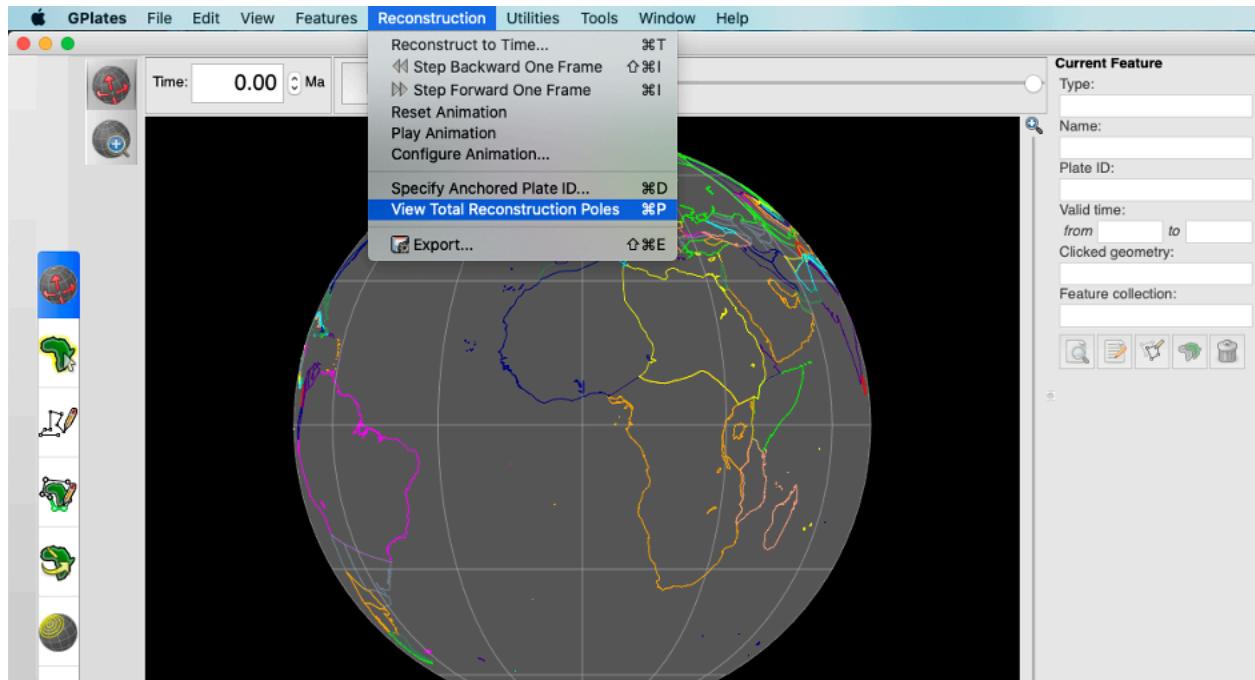 GPlates File Edit View Features Reconstruction Utilities Tools Window Help
Time: 0.00 Ma
Reconstruct to Time... ⌘T
Step Backward One Frame ⇧⌘I
Step Forward One Frame ⌘I
Reset Animation
Play Animation
Configure Animation...
Specify Anchored Plate ID... ⌘D
View Total Reconstruction Poles ⌘P
Export... ⇧⌘E
Current Feature
Type:
Name:
Plate ID:
Valid time:
from to
Clicked geometry:
Feature collection: